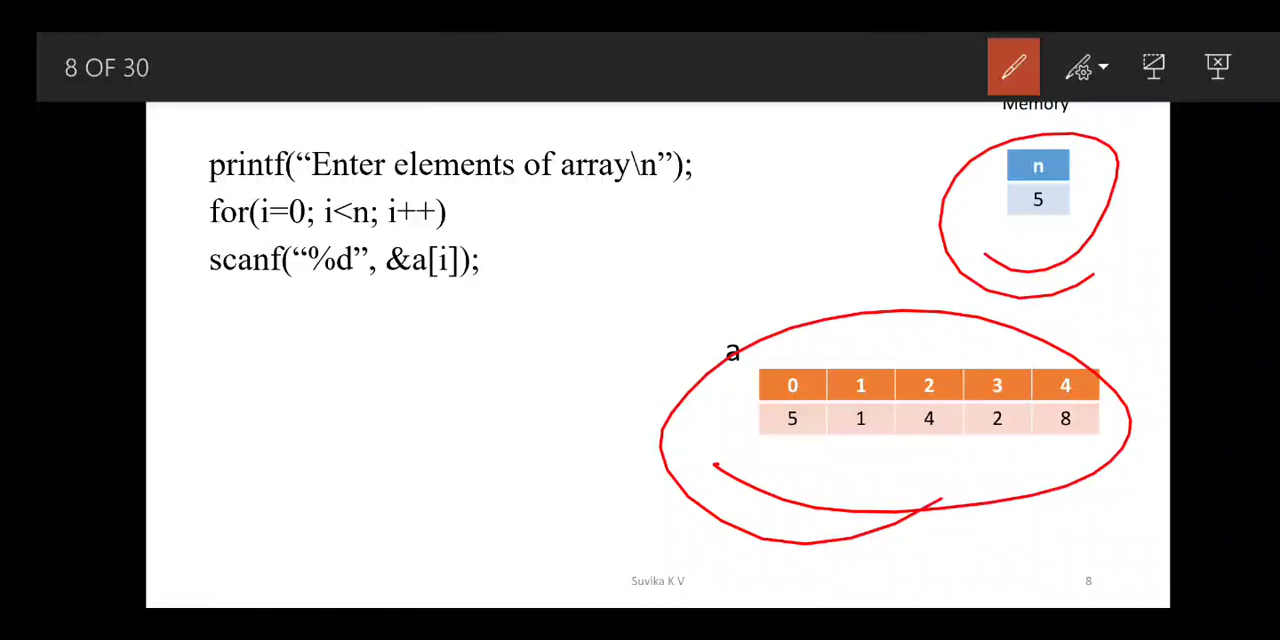 8 OF 30
Memory
printf(“Enter elements of array\n”);
for(i=0; i<n; i++)
scanf(“%d”, &a[i]);
n
5
a
0 1 2 3 4
5 1 4 2 8
Suvika K V
8